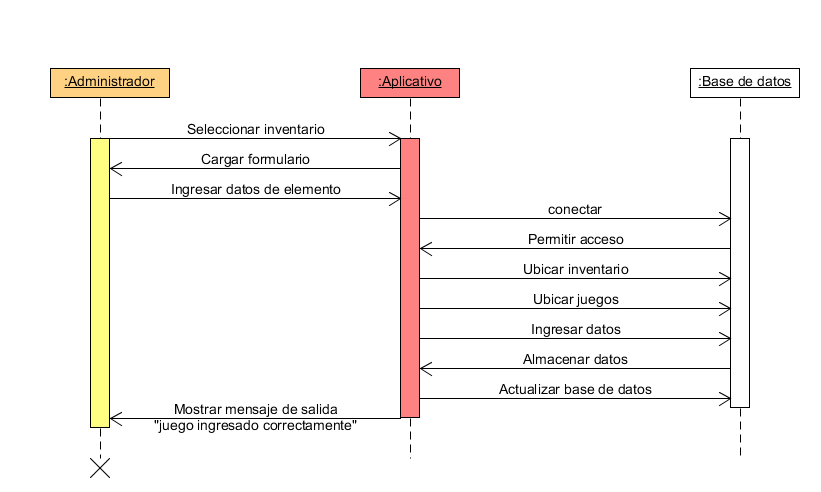 :Administrador
:Aplicativo
:Base de datos
Seleccionar inventario
Cargar formulario
Ingresar datos de elemento
conectar
Permitir acceso
Ubicar inventario
Ubicar juegos
Ingresar datos
Almacenar datos
Actualizar base de datos
Mostrar mensaje de salida
"juego ingresado correctamente"